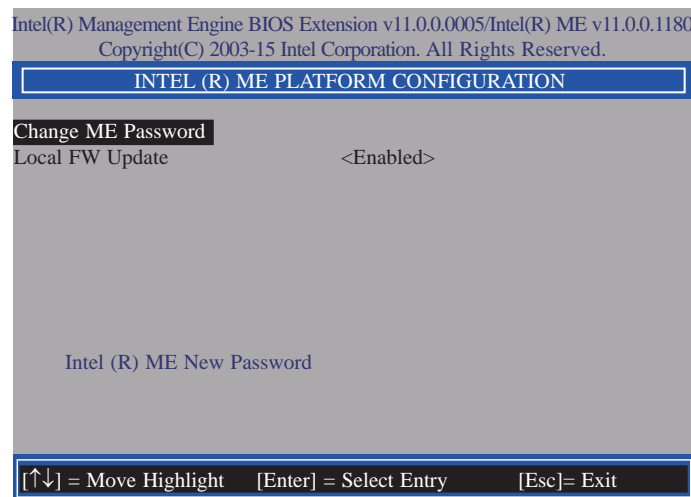 Intel(R) Management Engine BIOS Extension v11.0.0.0005/Intel(R) ME v11.0.0.1180
Copyright(C) 2003-15 Intel Corporation. All Rights Reserved.
INTEL (R) ME PLATFORM CONFIGURATION
Change ME Password
Local FW Update <Enabled>
Intel (R) ME New Password
[↑↓] = Move Highlight [Enter] = Select Entry [Esc]= Exit